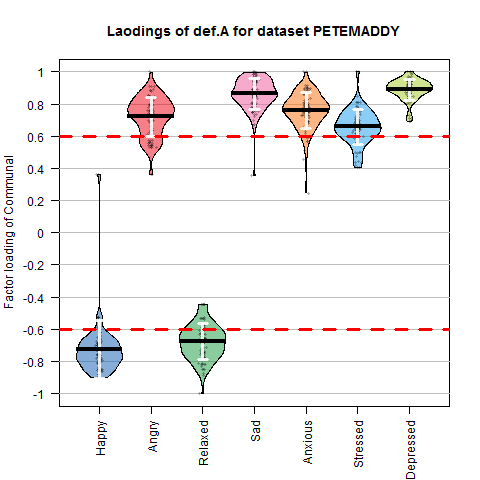 Laodings of def.A for dataset PETEMADDY
Factor loading of Communal
1
0.8
0.6
0.4
0.2
0
-0.2
-0.4
-0.6
-0.8
-1
Happy
Angry
Relaxed
Sad
Anxious
Stressed
Depressed